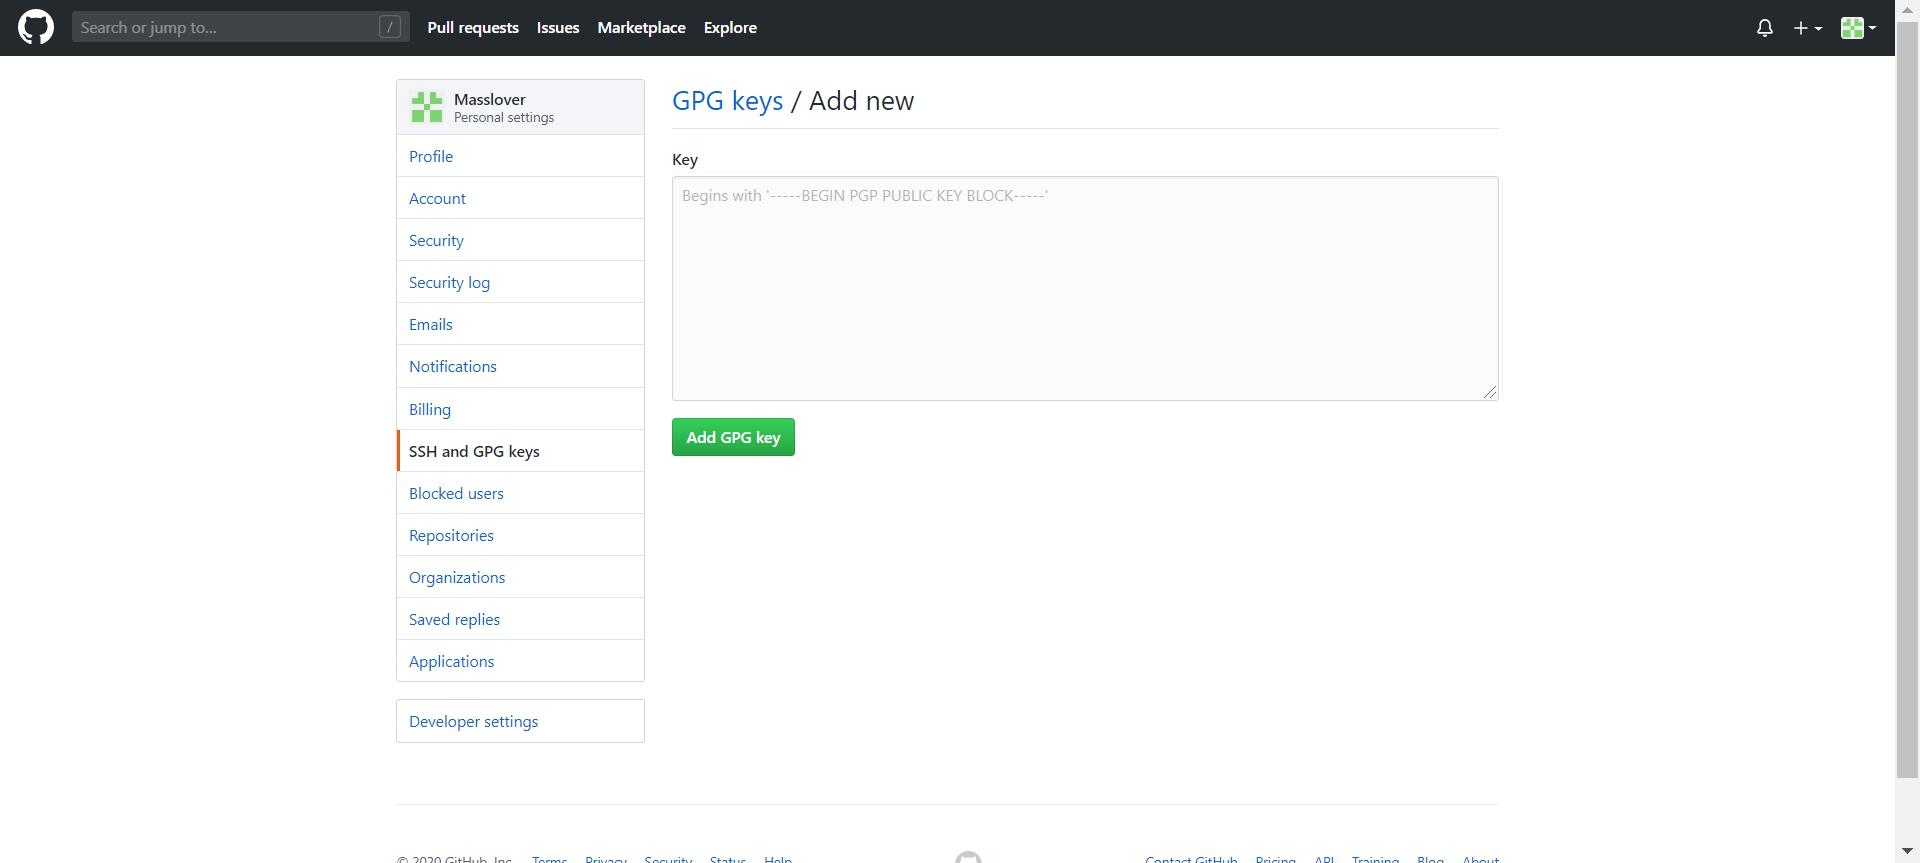 Search or jump to... /
Pull requests Issues Marketplace Explore
Masslover
Personal settings
Profile
Account
Security
Security log
Emails
Notifications
Billing
SSH and GPG keys
Blocked users
Repositories
Organizations
Saved replies
Applications
Developer settings
GPG keys / Add new
Key
Begins with '-----BEGIN PGP PUBLIC KEY BLOCK-----'
Add GPG key
© 2020 GitHub, Inc. Terms Privacy Security Status Help Contact GitHub Pricing API Training Blog About